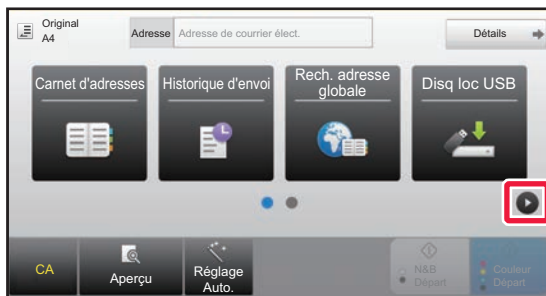 Original
A4
Adresse
Adresse de courrier élect.
Détails
Carnet d'adresses
Historique d'envoi
Rech. adresse
globale
Disq loc USB
CA
Aperçu
Réglage
Auto.
N&B
Départ
Couleur
Départ